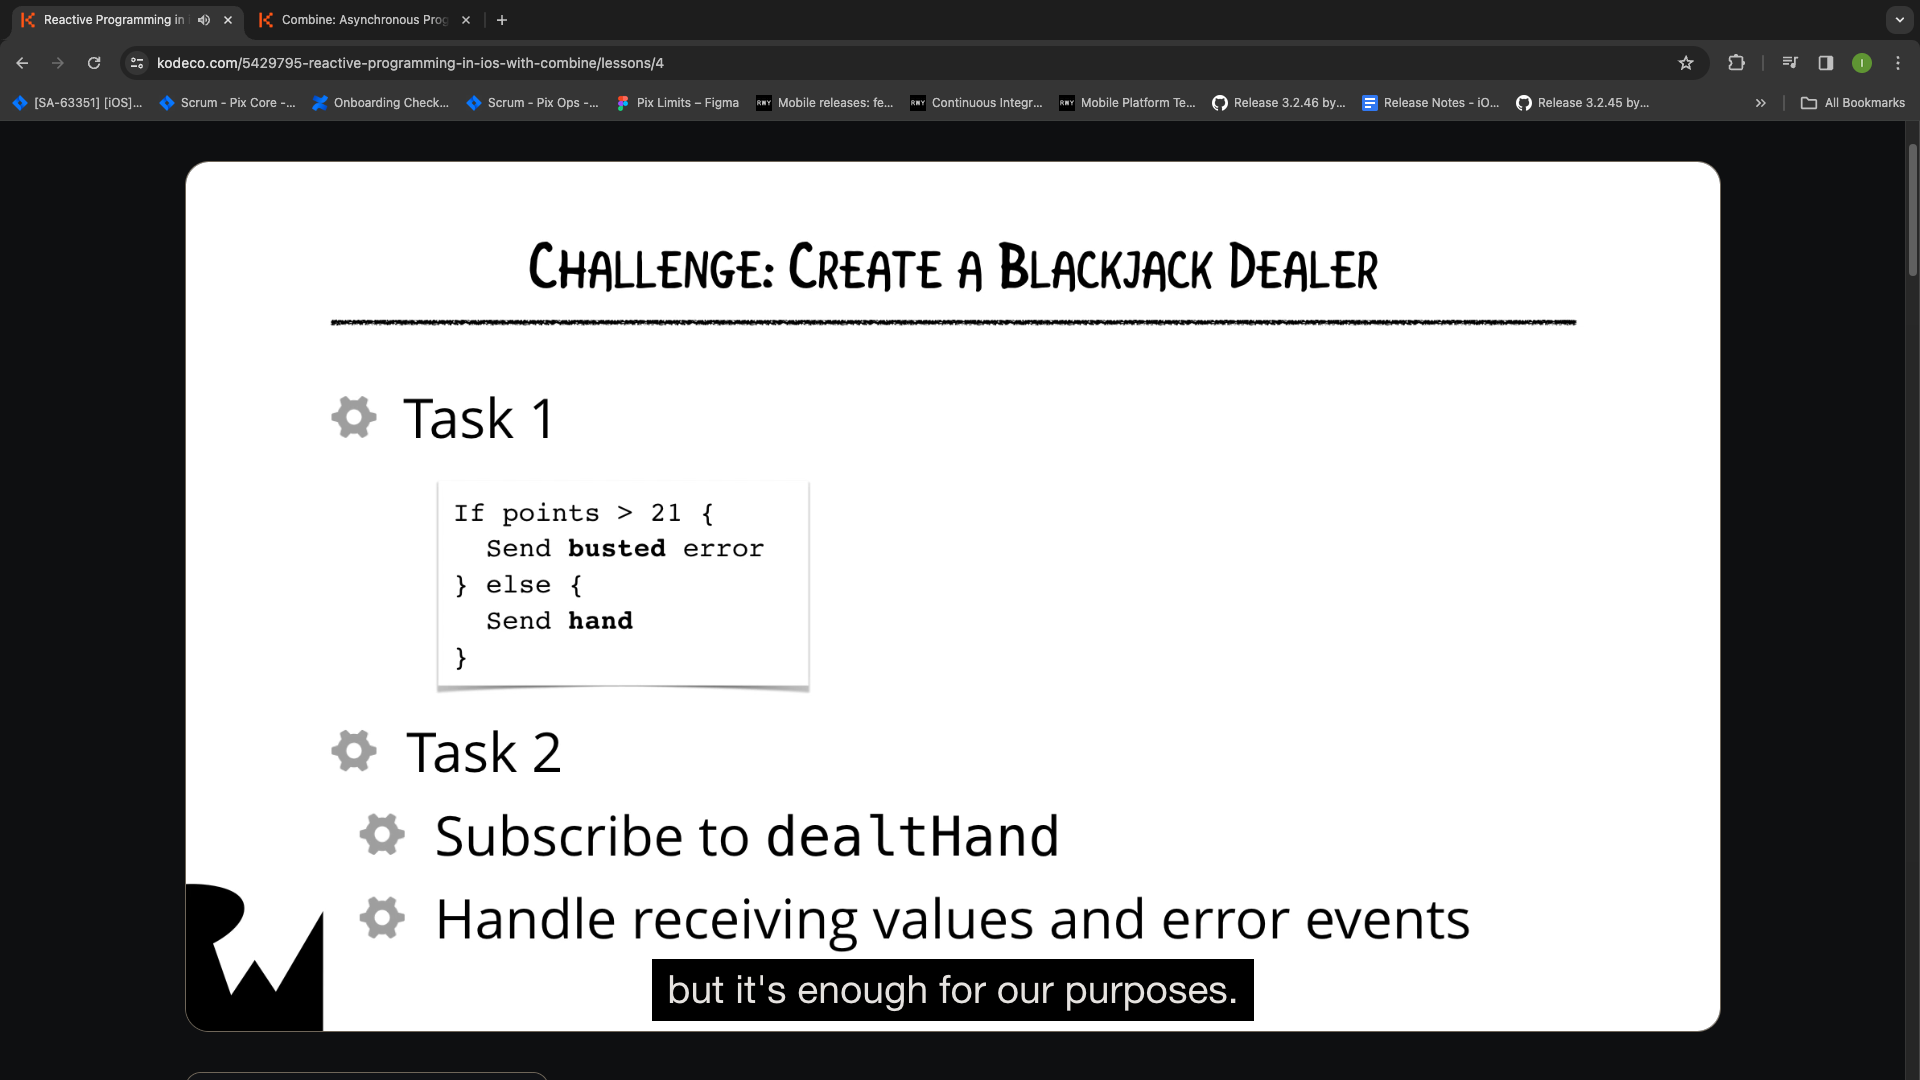 Reactive Programming in
Combine: Asynchronous Prog
kodeco.com/5429795-reactive-programming-in-ios-with-combine/lessons/4
I
[SA-63351] [iOS]...
Scrum - Pix Core -...
Onboarding Check...
Scrum - Pix Ops -...
Pix Limits – Figma
RWY
Mobile releases: fe...
RWY
Continuous Integr...
RWY
Mobile Platform Te...
Release 3.2.46 by...
Release Notes - iO...
Release 3.2.45 by...
All Bookmarks
Challenge: Create a Blackjack Dealer
Task 1
If points > 21 {
Send busted error
} else {
Send hand
}
Task 2
Subscribe to dealtHand
Handle receiving values and error events
but it's enough for our purposes.